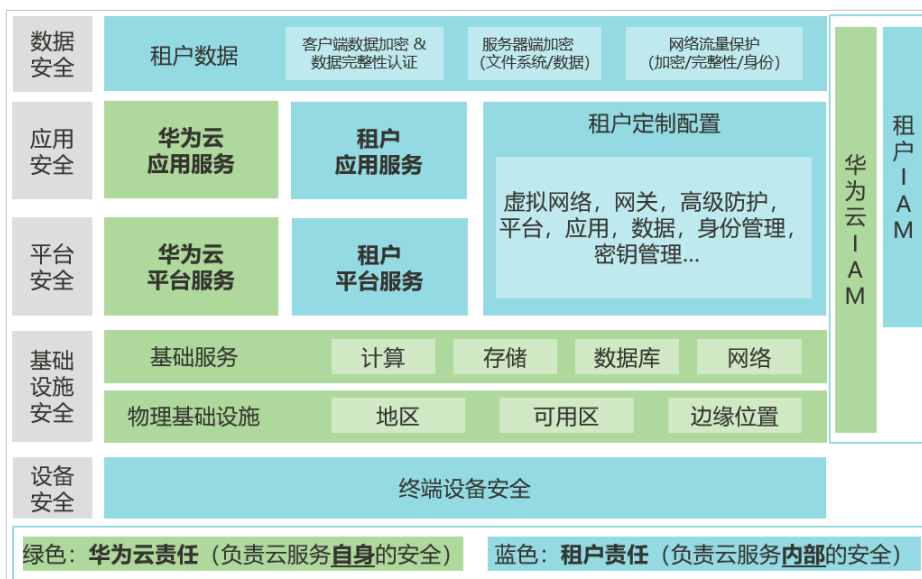 数据
安全
租户数据
客户端数据加密 &
数据完整性认证
服务器端加密
(文件系统/数据)
网络流量保护
(加密/完整性/身份)
应用
安全
华为云
应用服务
租户
应用服务
租户定制配置
虚拟网络，网关，高级防护，
平台，应用，数据，身份管理，
密钥管理...
平台
安全
华为云
平台服务
租户
平台服务
基础
设施
安全
基础服务
计算
存储
数据库
网络
物理基础设施
地区
可用区
边缘位置
设备
安全
终端设备安全
华为云IAM
租户IAM
绿色：华为云责任（负责云服务自身的安全）
蓝色：租户责任（负责云服务内部的安全）